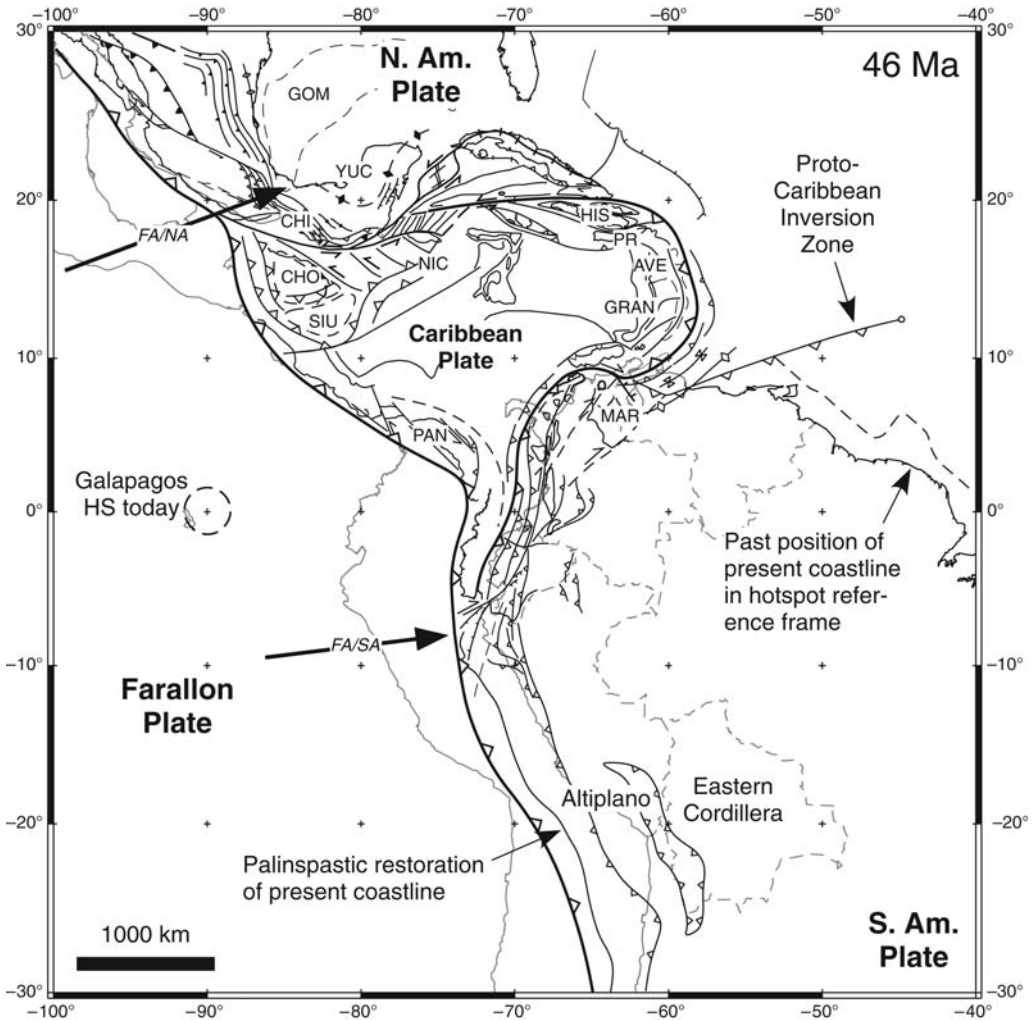 −100° −90° −80° −70° −60° −50° −40°
30° 30°
46 Ma
N. Am.
Plate
GOM
YUC
Proto-
Caribbean
Inversion
Zone
20° 20°
FA/NA
CHI
HIS
PR
CHO
NIC
AVE
SIU
GRAN
Caribbean
Plate
10° 10°
MAR
PAN
Galapagos
HS today
0° 0°
Past position of
present coastline
in hotspot refer-
ence frame
FA/SA
−10° −10°
Farallon
Plate
Altiplano
Eastern
Cordillera
−20° −20°
Palinspastic restoration
of present coastline
1000 km
S. Am.
Plate
−30° −30°
−100° −90° −80° −70° −60° −50° −40°